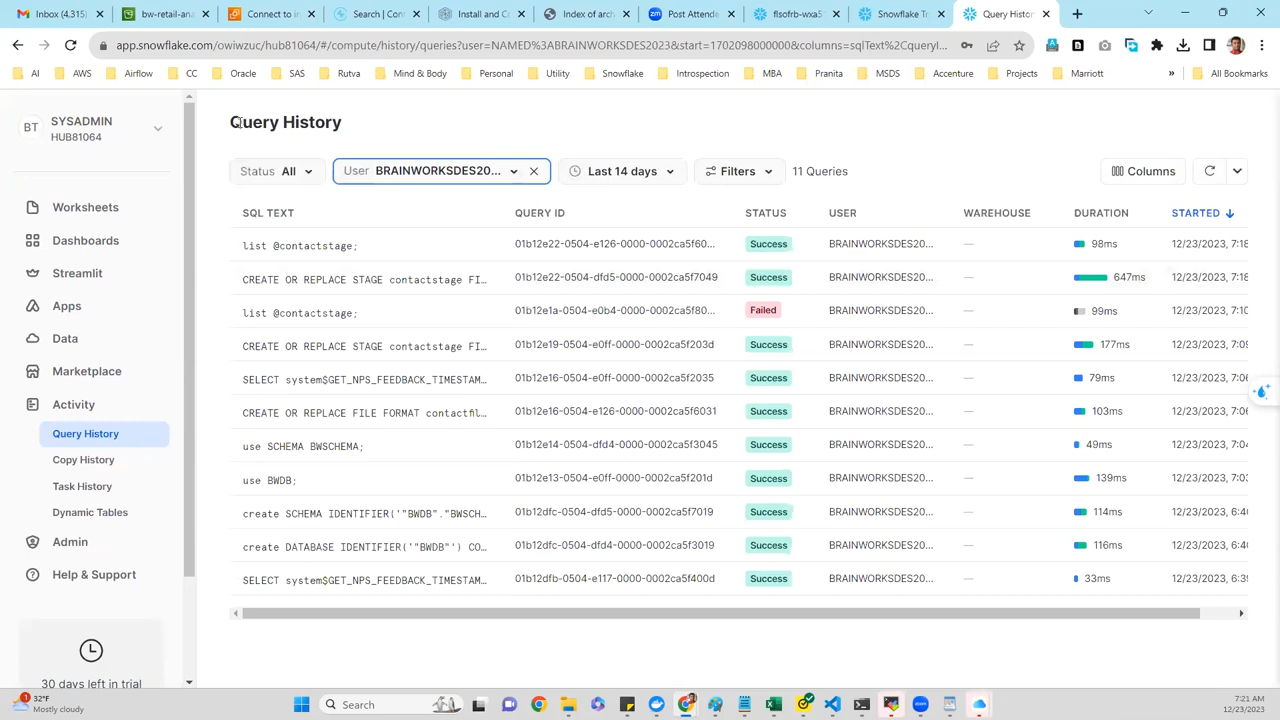 Inbox (4,315)
bw-retail-ana
Connect to in
Search | Con
Install and Co
Index of arch
Post Attende
flsofrb-wxa5
Snowflake Tr
Query Histor
app.snowflake.com/owiwzuc/hub81064/#/compute/history/queries?user=NAMED%3ABRAINWORKSDES2023&start=1702098000000&columns=sqlText%2CqueryI...
AI AWS Airflow CC Oracle SAS Rutva Mind & Body Personal Utility Snowflake Introspection MBA Pranita MSDS Accenture Projects Marriott » All Bookmarks
BT
SYSADMIN
HUB81064
Worksheets
Dashboards
Streamlit
Apps
Data
Marketplace
Activity
Query History
Copy History
Task History
Dynamic Tables
Admin
Help & Support
30 days left in trial
Query History
Status All User BRAINWORKSDES20... Last 14 days Filters 11 Queries Columns
SQL TEXT QUERY ID STATUS USER WAREHOUSE DURATION STARTED
list @contactstage; 01b12e22-0504-e126-0000-0002ca5f60... Success BRAINWORKSDES20... — 98ms 12/23/2023, 7:18
CREATE OR REPLACE STAGE contactstage FI... 01b12e22-0504-dfd5-0000-0002ca5f7049 Success BRAINWORKSDES20... — 647ms 12/23/2023, 7:18
list @contactstage; 01b12e1a-0504-e0b4-0000-0002ca5f80... Failed BRAINWORKSDES20... — 99ms 12/23/2023, 7:10
CREATE OR REPLACE STAGE contactstage FI... 01b12e19-0504-e0ff-0000-0002ca5f203d Success BRAINWORKSDES20... — 177ms 12/23/2023, 7:09
SELECT system$GET_NPS_FEEDBACK_TIMESTAM... 01b12e16-0504-e0ff-0000-0002ca5f2035 Success BRAINWORKSDES20... — 79ms 12/23/2023, 7:06
CREATE OR REPLACE FILE FORMAT contactfil... 01b12e16-0504-e126-0000-0002ca5f6031 Success BRAINWORKSDES20... — 103ms 12/23/2023, 7:06
use SCHEMA BWSCHEMA; 01b12e14-0504-dfd4-0000-0002ca5f3045 Success BRAINWORKSDES20... — 49ms 12/23/2023, 7:04
use BWDB; 01b12e13-0504-e0ff-0000-0002ca5f201d Success BRAINWORKSDES20... — 139ms 12/23/2023, 7:03
create SCHEMA IDENTIFIER('"BWDB"."BWSCH... 01b12dfc-0504-dfd5-0000-0002ca5f7019 Success BRAINWORKSDES20... — 114ms 12/23/2023, 6:40
create DATABASE IDENTIFIER('"BWDB"') CO... 01b12dfc-0504-dfd4-0000-0002ca5f3019 Success BRAINWORKSDES20... — 116ms 12/23/2023, 6:40
SELECT system$GET_NPS_FEEDBACK_TIMESTAM... 01b12dfb-0504-e117-0000-0002ca5f400d Success BRAINWORKSDES20... — 33ms 12/23/2023, 6:39
1
32°F
Mostly cloudy
Search
7:21 AM
12/23/2023